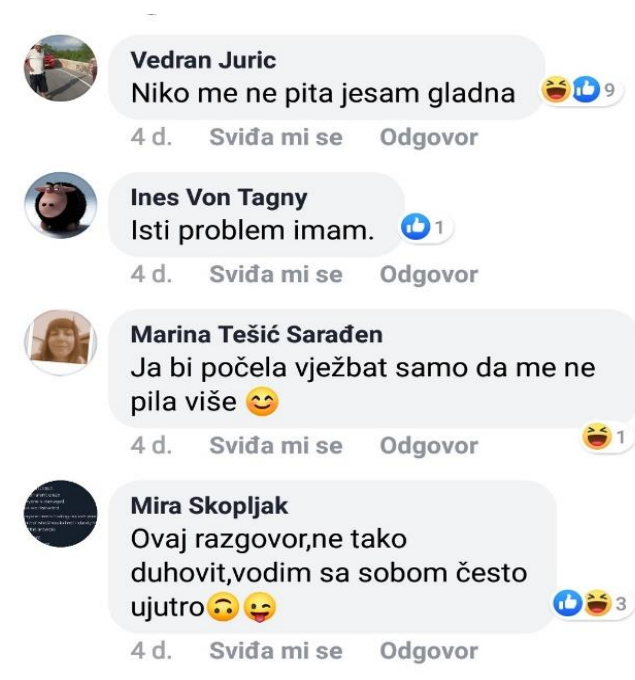 Vedran Juric
Niko me ne pita jesam gladna
9
4 d. Sviđa mi se Odgovor
Ines Von Tagny
Isti problem imam.
1
4 d. Sviđa mi se Odgovor
Marina Tešić Sarađen
Ja bi počela vježbat samo da me ne
pila više 😊
1
4 d. Sviđa mi se Odgovor
Mira Skopljak
Ovaj razgovor,ne tako
duhovit,vodim sa sobom često
ujutro🙃😜
3
4 d. Sviđa mi se Odgovor